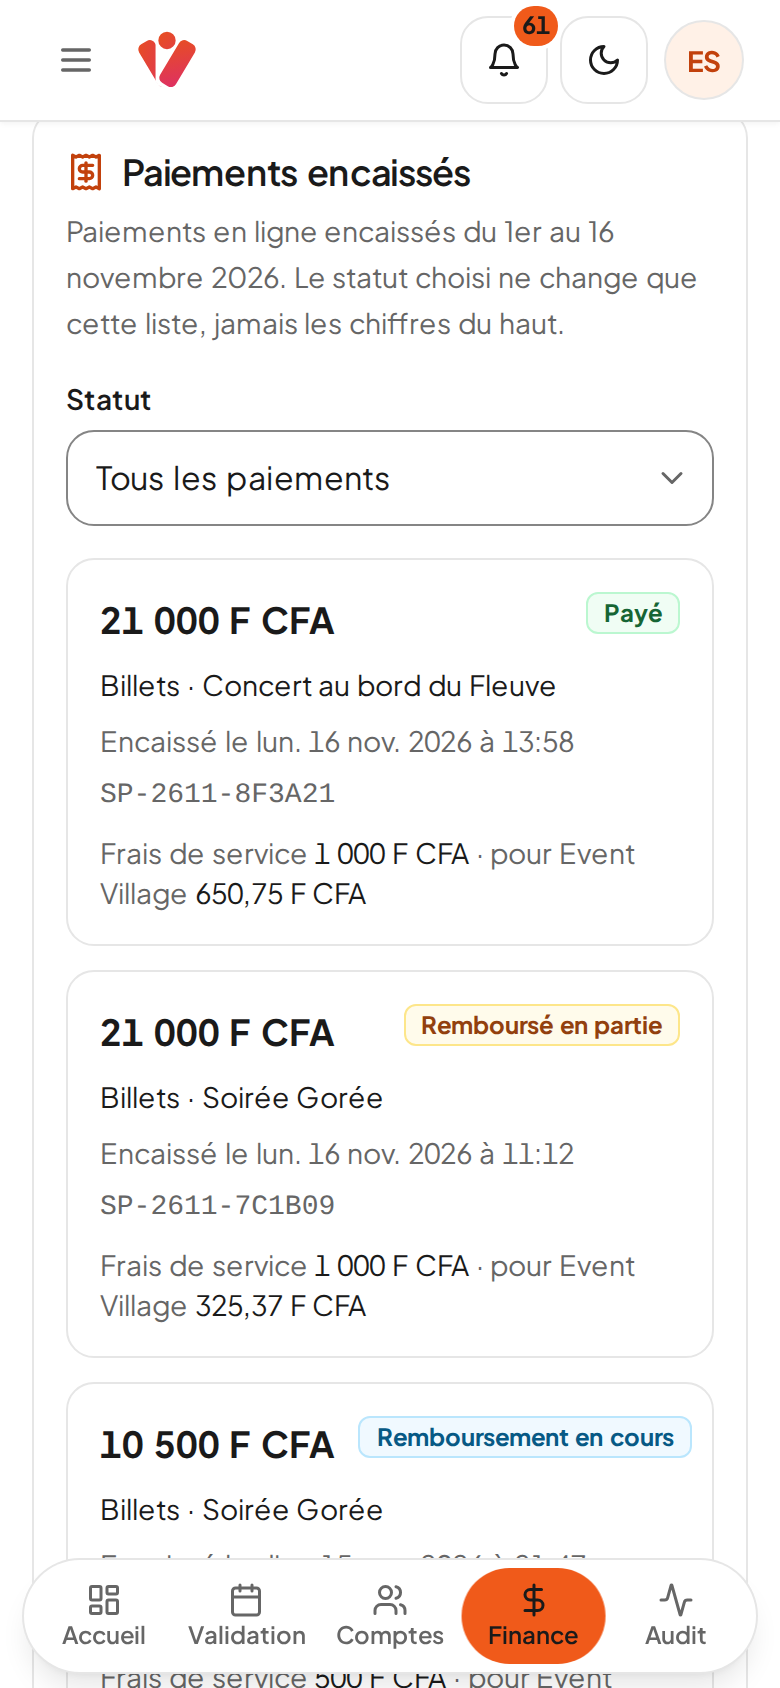 61
ES
Paiements encaissés
Paiements en ligne encaissés du 1er au 16
novembre 2026. Le statut choisi ne change que
cette liste, jamais les chiffres du haut.
Statut
Tous les paiements
21 000 F CFA
Payé
Billets · Concert au bord du Fleuve
Encaissé le lun. 16 nov. 2026 à 13:58
SP-2611-8F3A21
Frais de service 1 000 F CFA · pour Event
Village 650,75 F CFA
21 000 F CFA
Remboursé en partie
Billets · Soirée Gorée
Encaissé le lun. 16 nov. 2026 à 11:12
SP-2611-7C1B09
Frais de service 1 000 F CFA · pour Event
Village 325,37 F CFA
10 500 F CFA
Remboursement en cours
Billets · Soirée Gorée
Accueil
Validation
Comptes
Finance
Audit
Frais de service 500 F CFA · pour Event